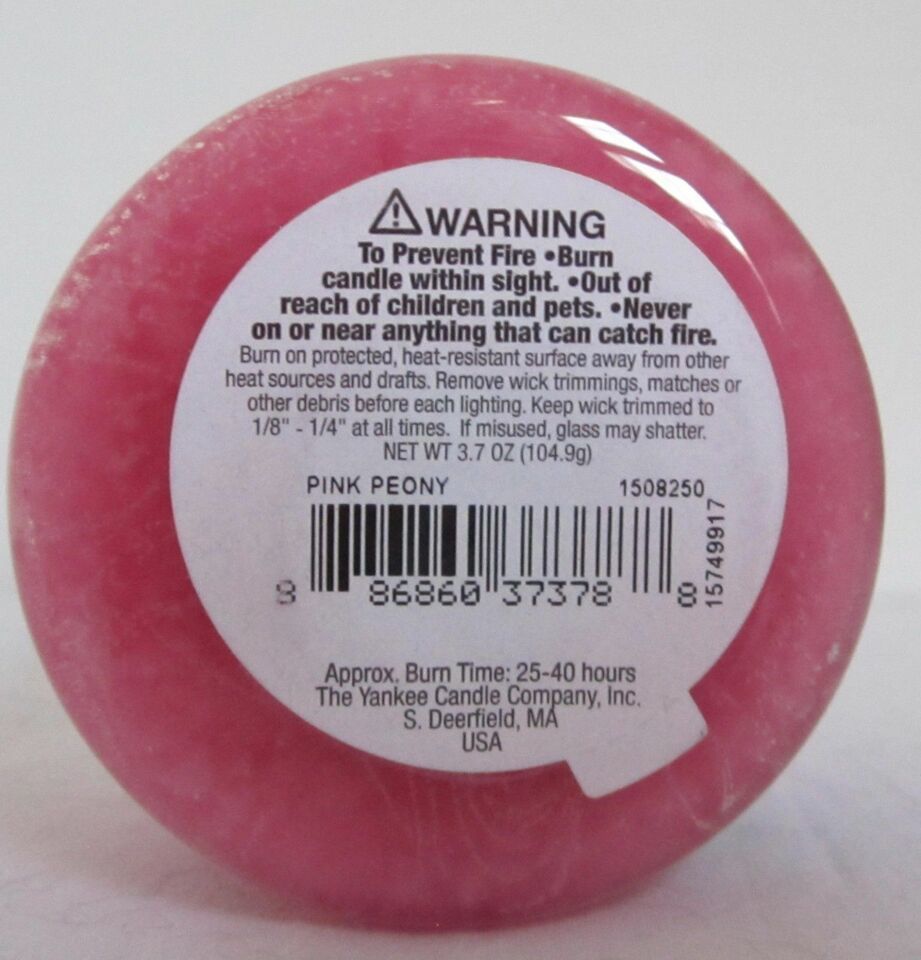 ⚠WARNING
To Prevent Fire •Burn
candle within sight. •Out of
reach of children and pets. •Never
on or near anything that can catch fire.
Burn on protected, heat-resistant surface away from other
heat sources and drafts. Remove wick trimmings, matches or
other debris before each lighting. Keep wick trimmed to
1/8" - 1/4" at all times. If misused, glass may shatter.
NET WT 3.7 OZ (104.9g)
PINK PEONY 1508250
8 86860 37378 8
15749917
Approx. Burn Time: 25-40 hours
The Yankee Candle Company, Inc.
S. Deerfield, MA
USA